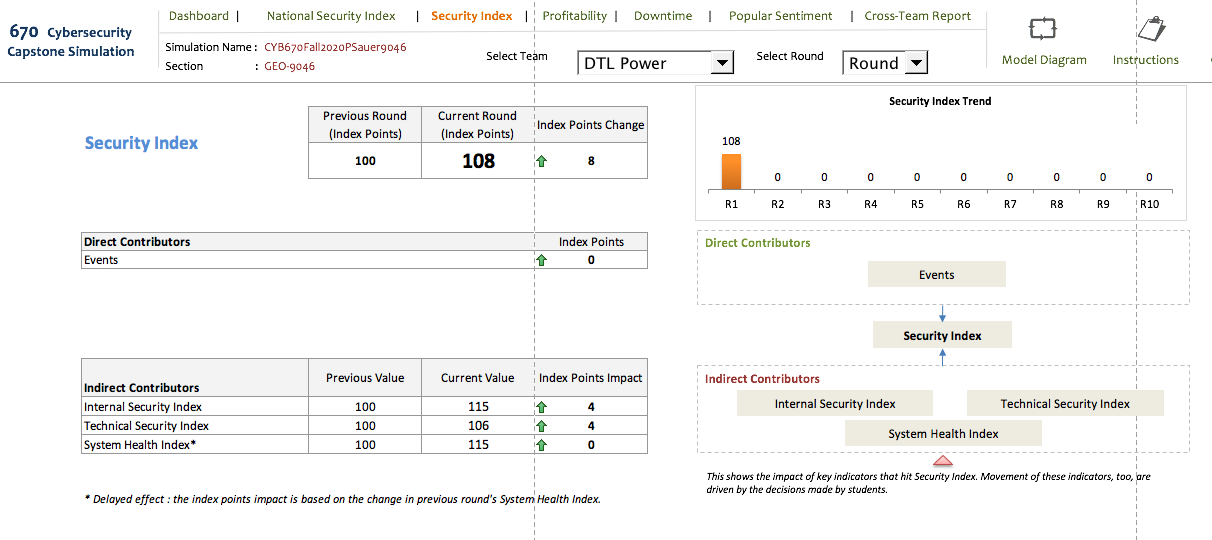 670 Cybersecurity
Capstone Simulation
Dashboard | National Security Index | Security Index | Profitability | Downtime | Popular Sentiment | Cross-Team Report
Simulation Name : CYB670Fall2020PSauer9046
Section : GEO-9046
Select Team DTL Power Select Round Round
Model Diagram Instructions
Security Index
Previous Round (Index Points) Current Round (Index Points) Index Points Change
100 108 8
Direct Contributors Index Points
Events 0
Indirect Contributors Previous Value Current Value Index Points Impact
Internal Security Index 100 115 4
Technical Security Index 100 106 4
System Health Index* 100 115 0
* Delayed effect : the index points impact is based on the change in previous round's System Health Index.
Security Index Trend
108 0 0 0 0 0 0 0 0 0
R1 R2 R3 R4 R5 R6 R7 R8 R9 R10
Direct Contributors
Events
Security Index
Indirect Contributors
Internal Security Index Technical Security Index
System Health Index
This shows the impact of key indicators that hit Security Index. Movement of these indicators, too, are
driven by the decisions made by students.